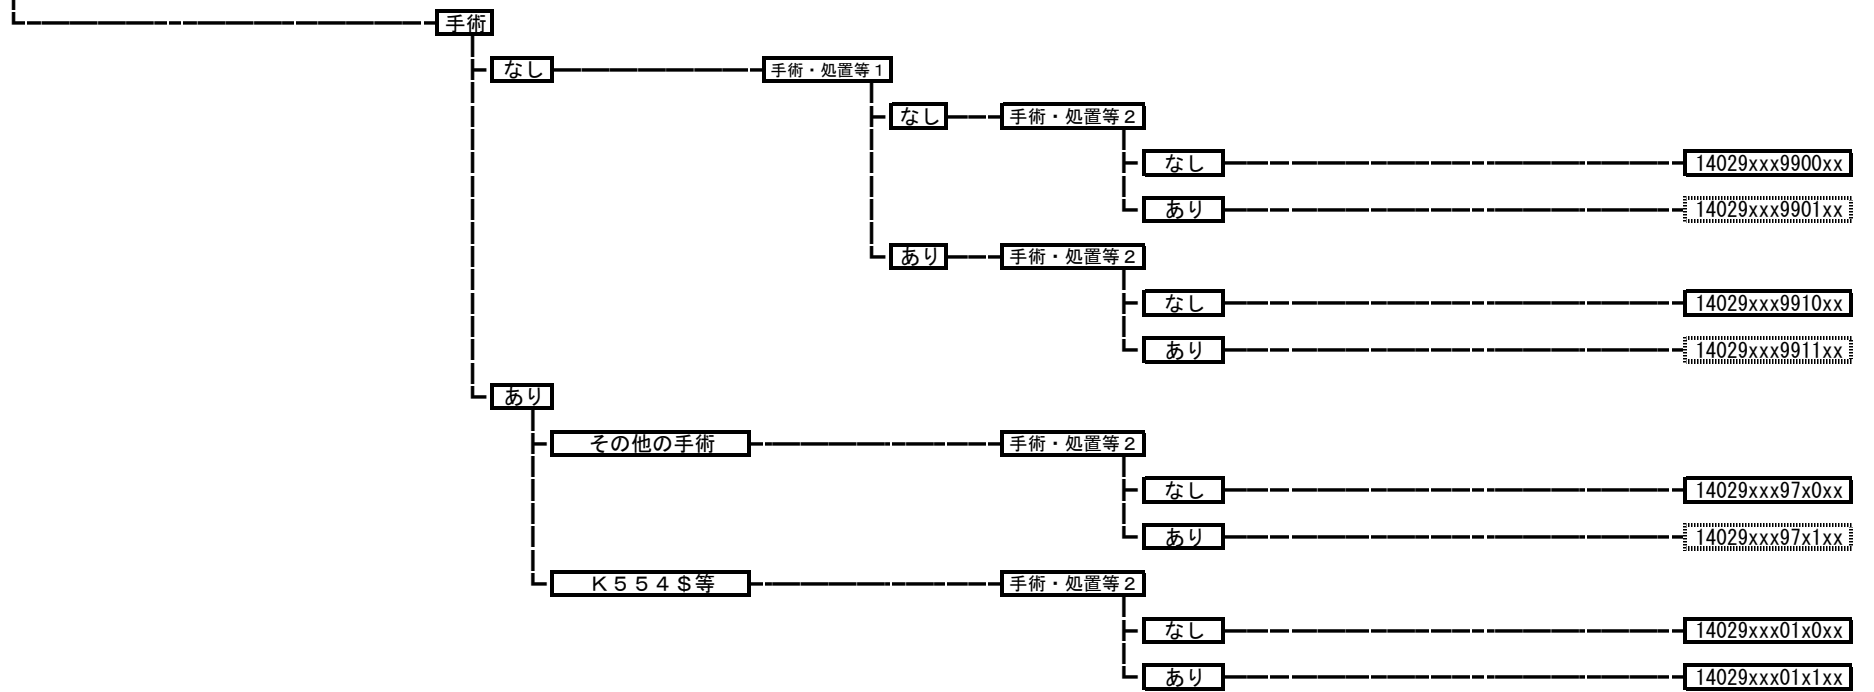 手術
なし 手術・処置等１
なし 手術・処置等２
なし 14029xxx9900xx
あり 14029xxx9901xx
あり 手術・処置等２
なし 14029xxx9910xx
あり 14029xxx9911xx
あり
その他の手術 手術・処置等２
なし 14029xxx97x0xx
あり 14029xxx97x1xx
Ｋ５５４＄等 手術・処置等２
なし 14029xxx01x0xx
あり 14029xxx01x1xx